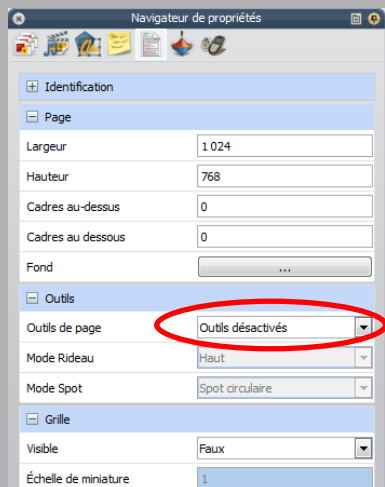 Navigateur de propriétés
Identification
Page
Largeur 1 024
Hauteur 768
Cadres au-dessus 0
Cadres au dessous 0
Fond ...
Outils
Outils de page Outils désactivés
Mode Rideau Haut
Mode Spot Spot circulaire
Grille
Visible Faux
Échelle de miniature 1